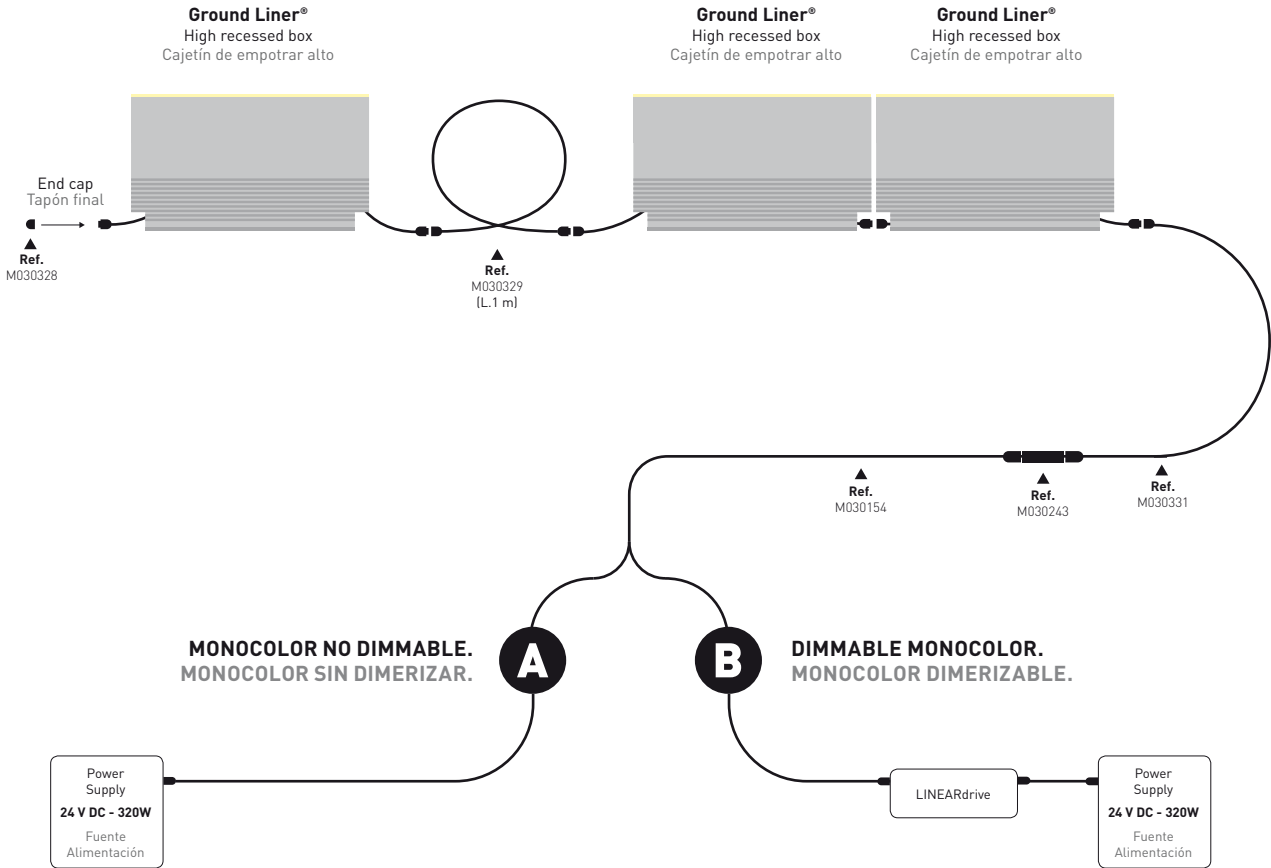 Ground Liner®
High recessed box
Cajetín de empotrar alto
Ground Liner®
High recessed box
Cajetín de empotrar alto
Ground Liner®
High recessed box
Cajetín de empotrar alto
End cap
Tapón final
Ref.
M030328
Ref.
M030329
(L.1 m)
Ref.
M030154
Ref.
M030243
Ref.
M030331
MONOCOLOR NO DIMMABLE.
MONOCOLOR SIN DIMERIZAR.
A
B
DIMMABLE MONOCOLOR.
MONOCOLOR DIMERIZABLE.
Power
Supply
24 V DC - 320W
Fuente
Alimentación
LINEARdrive
Power
Supply
24 V DC - 320W
Fuente
Alimentación